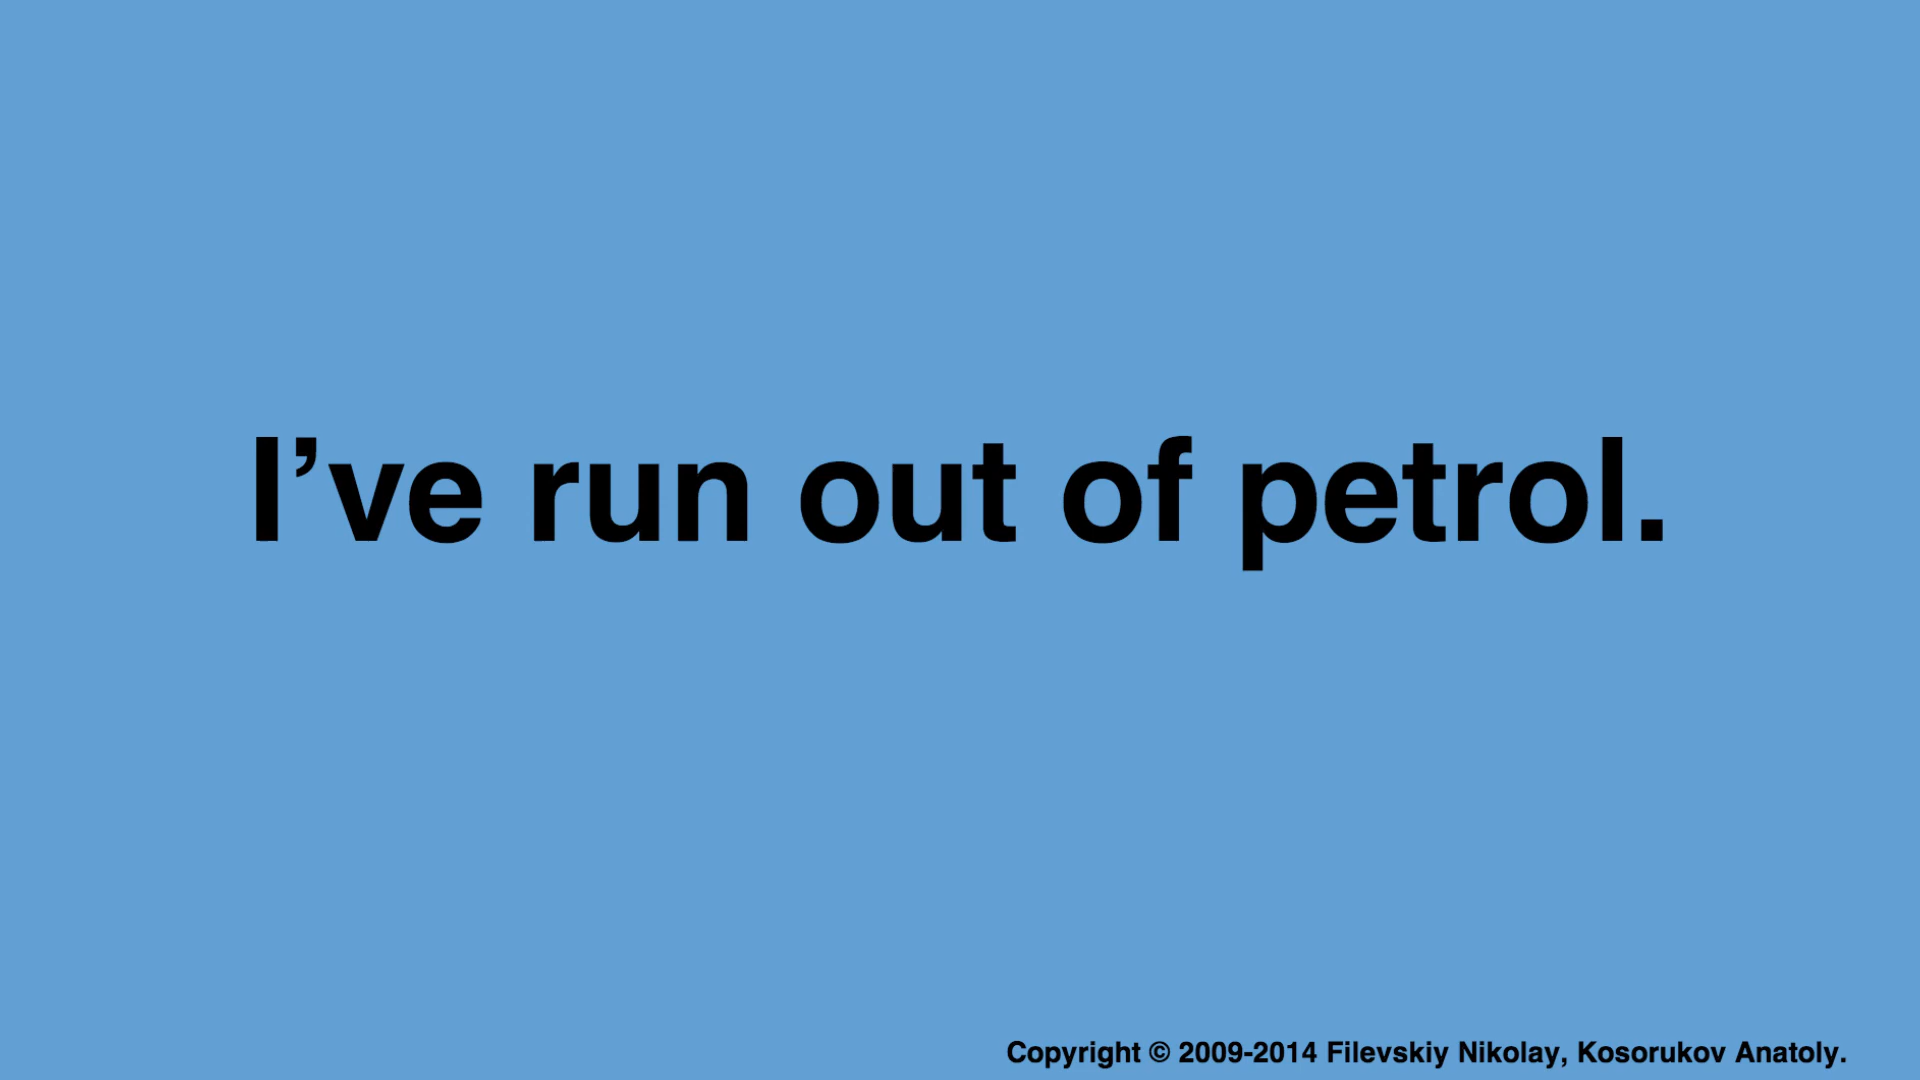 I’ve run out of petrol.
Copyright © 2009-2014 Filevskiy Nikolay, Kosorukov Anatoly.